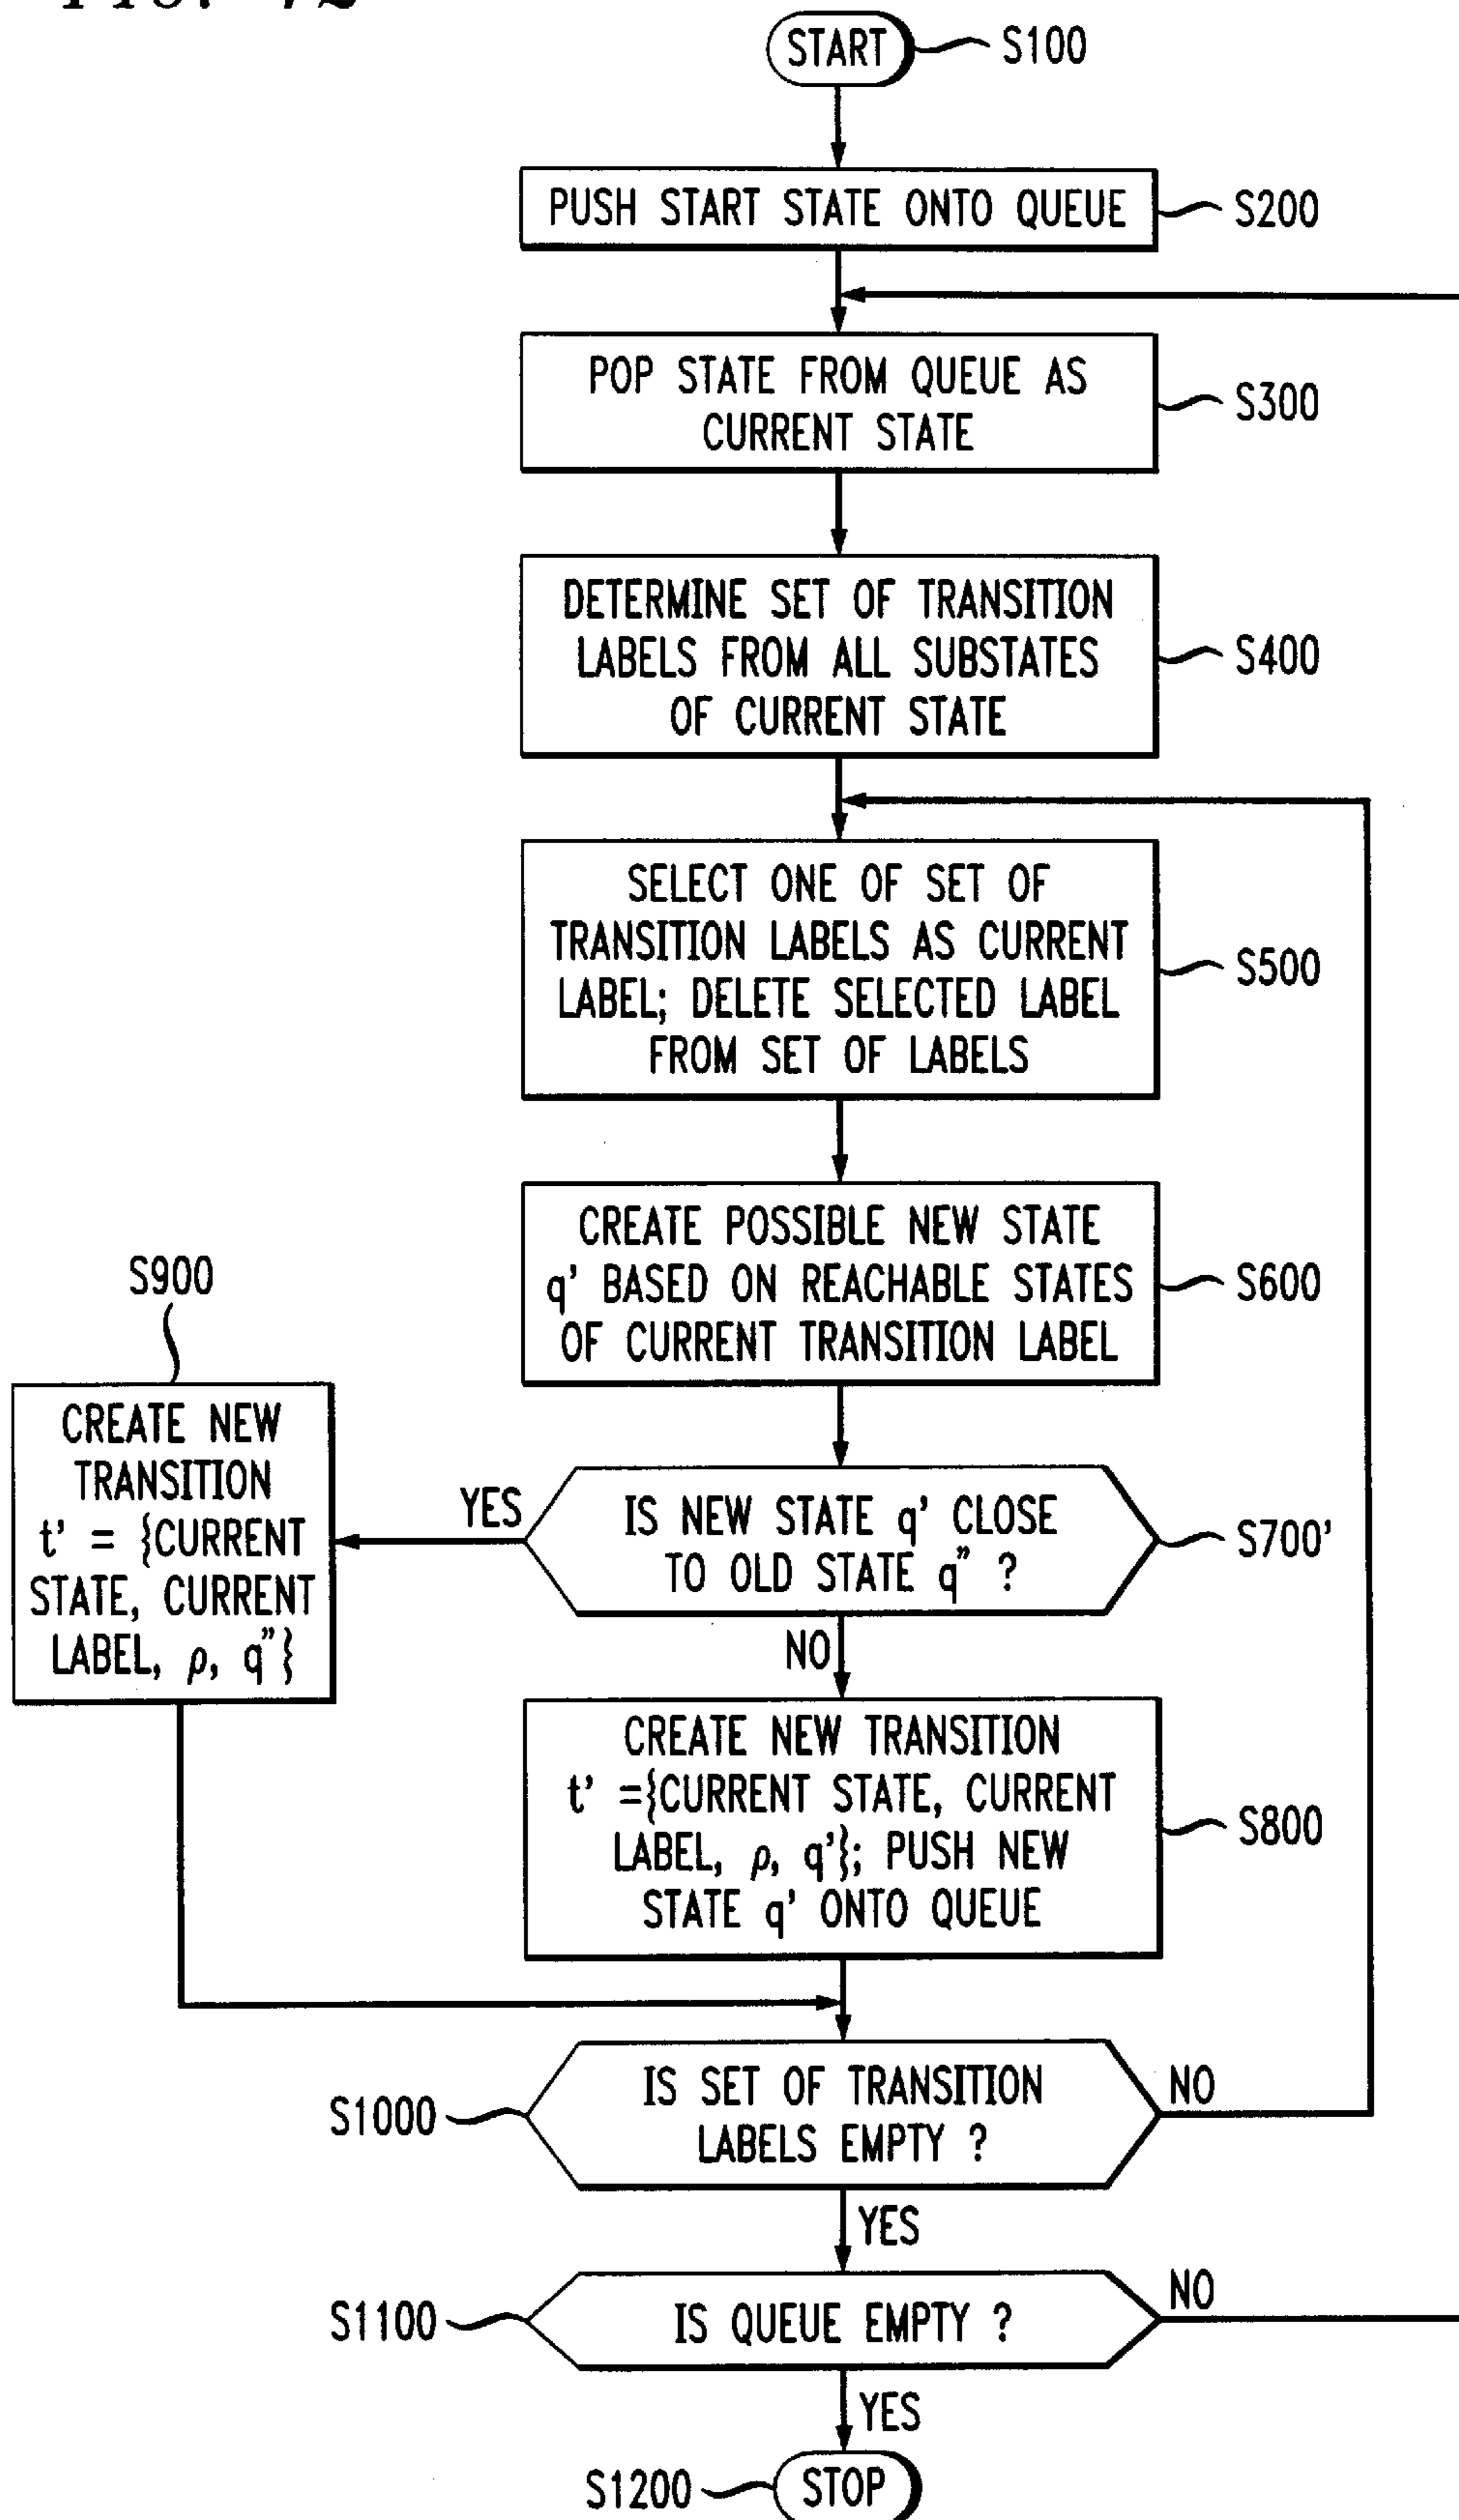 START
S100
PUSH START STATE ONTO QUEUE
S200
POP STATE FROM QUEUE AS
CURRENT STATE
S300
DETERMINE SET OF TRANSITION
LABELS FROM ALL SUBSTATES
OF CURRENT STATE
S400
SELECT ONE OF SET OF
TRANSITION LABELS AS CURRENT
LABEL; DELETE SELECTED LABEL
FROM SET OF LABELS
S500
CREATE POSSIBLE NEW STATE
q' BASED ON REACHABLE STATES
OF CURRENT TRANSITION LABEL
S600
S900
CREATE NEW
TRANSITION
t' = {CURRENT
STATE, CURRENT
LABEL, ρ, q"}
YES
IS NEW STATE q' CLOSE
TO OLD STATE q" ?
S700'
NO
CREATE NEW TRANSITION
t' ={CURRENT STATE, CURRENT
LABEL, ρ, q'}; PUSH NEW
STATE q' ONTO QUEUE
S800
S1000
IS SET OF TRANSITION
LABELS EMPTY ?
NO
YES
S1100
IS QUEUE EMPTY ?
NO
YES
S1200
STOP